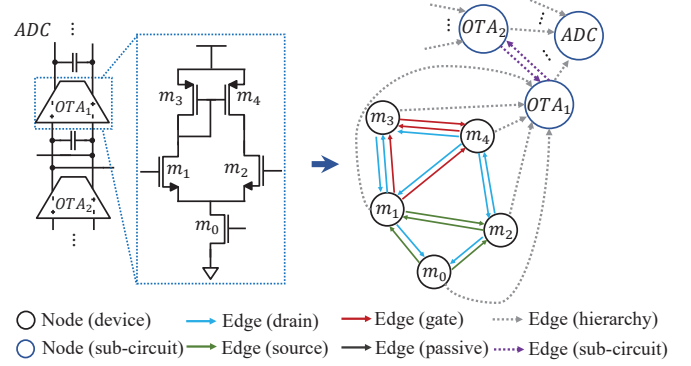 ADC
OTA₁
OTA₂
m₃
m₄
m₁
m₂
m₀
OTA₂
ADC
OTA₁
m₃
m₄
m₁
m₂
m₀
Node (device) Edge (drain) Edge (gate) Edge (hierarchy)
Node (sub-circuit) Edge (source) Edge (passive) Edge (sub-circuit)